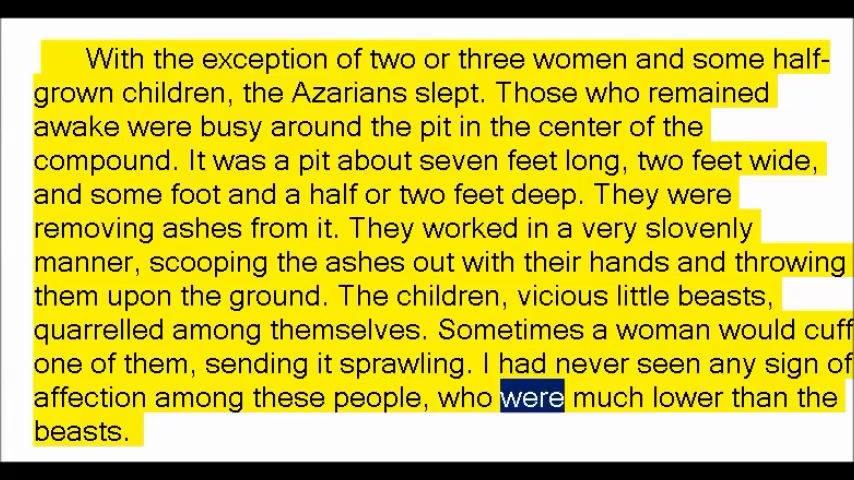 With the exception of two or three women and some half-
grown children, the Azarians slept. Those who remained
awake were busy around the pit in the center of the
compound. It was a pit about seven feet long, two feet wide,
and some foot and a half or two feet deep. They were
removing ashes from it. They worked in a very slovenly
manner, scooping the ashes out with their hands and throwing
them upon the ground. The children, vicious little beasts,
quarrelled among themselves. Sometimes a woman would cuff
one of them, sending it sprawling. I had never seen any sign of
affection among these people, who were much lower than the
beasts.